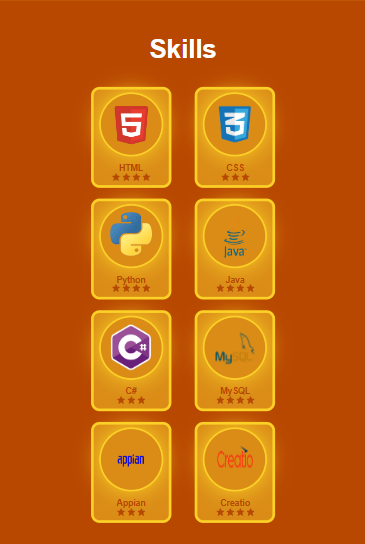 Skills
5
3
HTML
★★★★
CSS
★★★
Java
Python
★★★★
Java
★★★★
C#
MySQL
C#
★★★
MySQL
★★★★
appian
Creatio
Appian
★★★
Creatio
★★★★